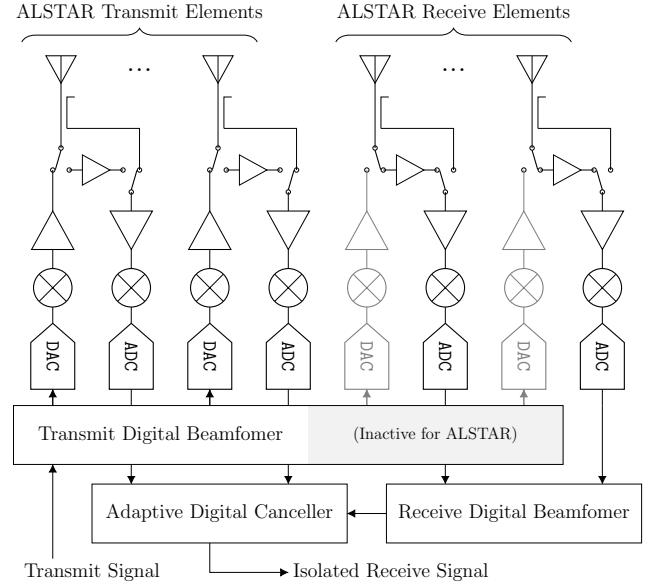 ALSTAR Transmit Elements
ALSTAR Receive Elements
...
...
DAC
ADC
DAC
ADC
DAC
ADC
DAC
ADC
Transmit Digital Beamfomer
(Inactive for ALSTAR)
Adaptive Digital Canceller
Receive Digital Beamfomer
Transmit Signal
Isolated Receive Signal